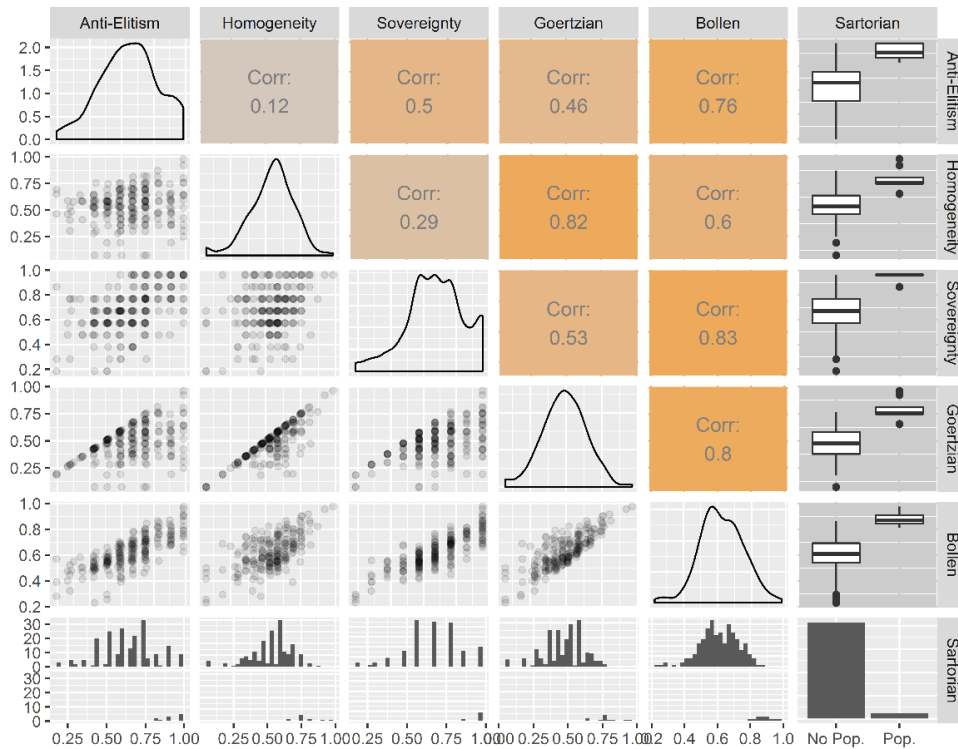 Anti-Elitism Homogeneity Sovereignty Goertzian Bollen Sartorian
2.0
1.5
1.0
0.5
0.0
Corr:
0.12
Corr:
0.5
Corr:
0.46
Corr:
0.76
Anti-Elitism
1.00
0.75
0.50
0.25
Corr:
0.29
Corr:
0.82
Corr:
0.6
Homogeneity
1.0
0.8
0.6
0.4
0.2
Corr:
0.53
Corr:
0.83
Sovereignty
1.00
0.75
0.50
0.25
Corr:
0.8
Goertzian
1.0
0.8
0.6
0.4
0.2
Bollen
30
20
10
0
30
20
10
0
Sartorian
0.25 0.50 0.75 1.00 0.25 0.50 0.75 1.00 0.25 0.50 0.75 1.00 0.25 0.50 0.75 1.00 0.2 0.4 0.6 0.8 1.0 No Pop. Pop.